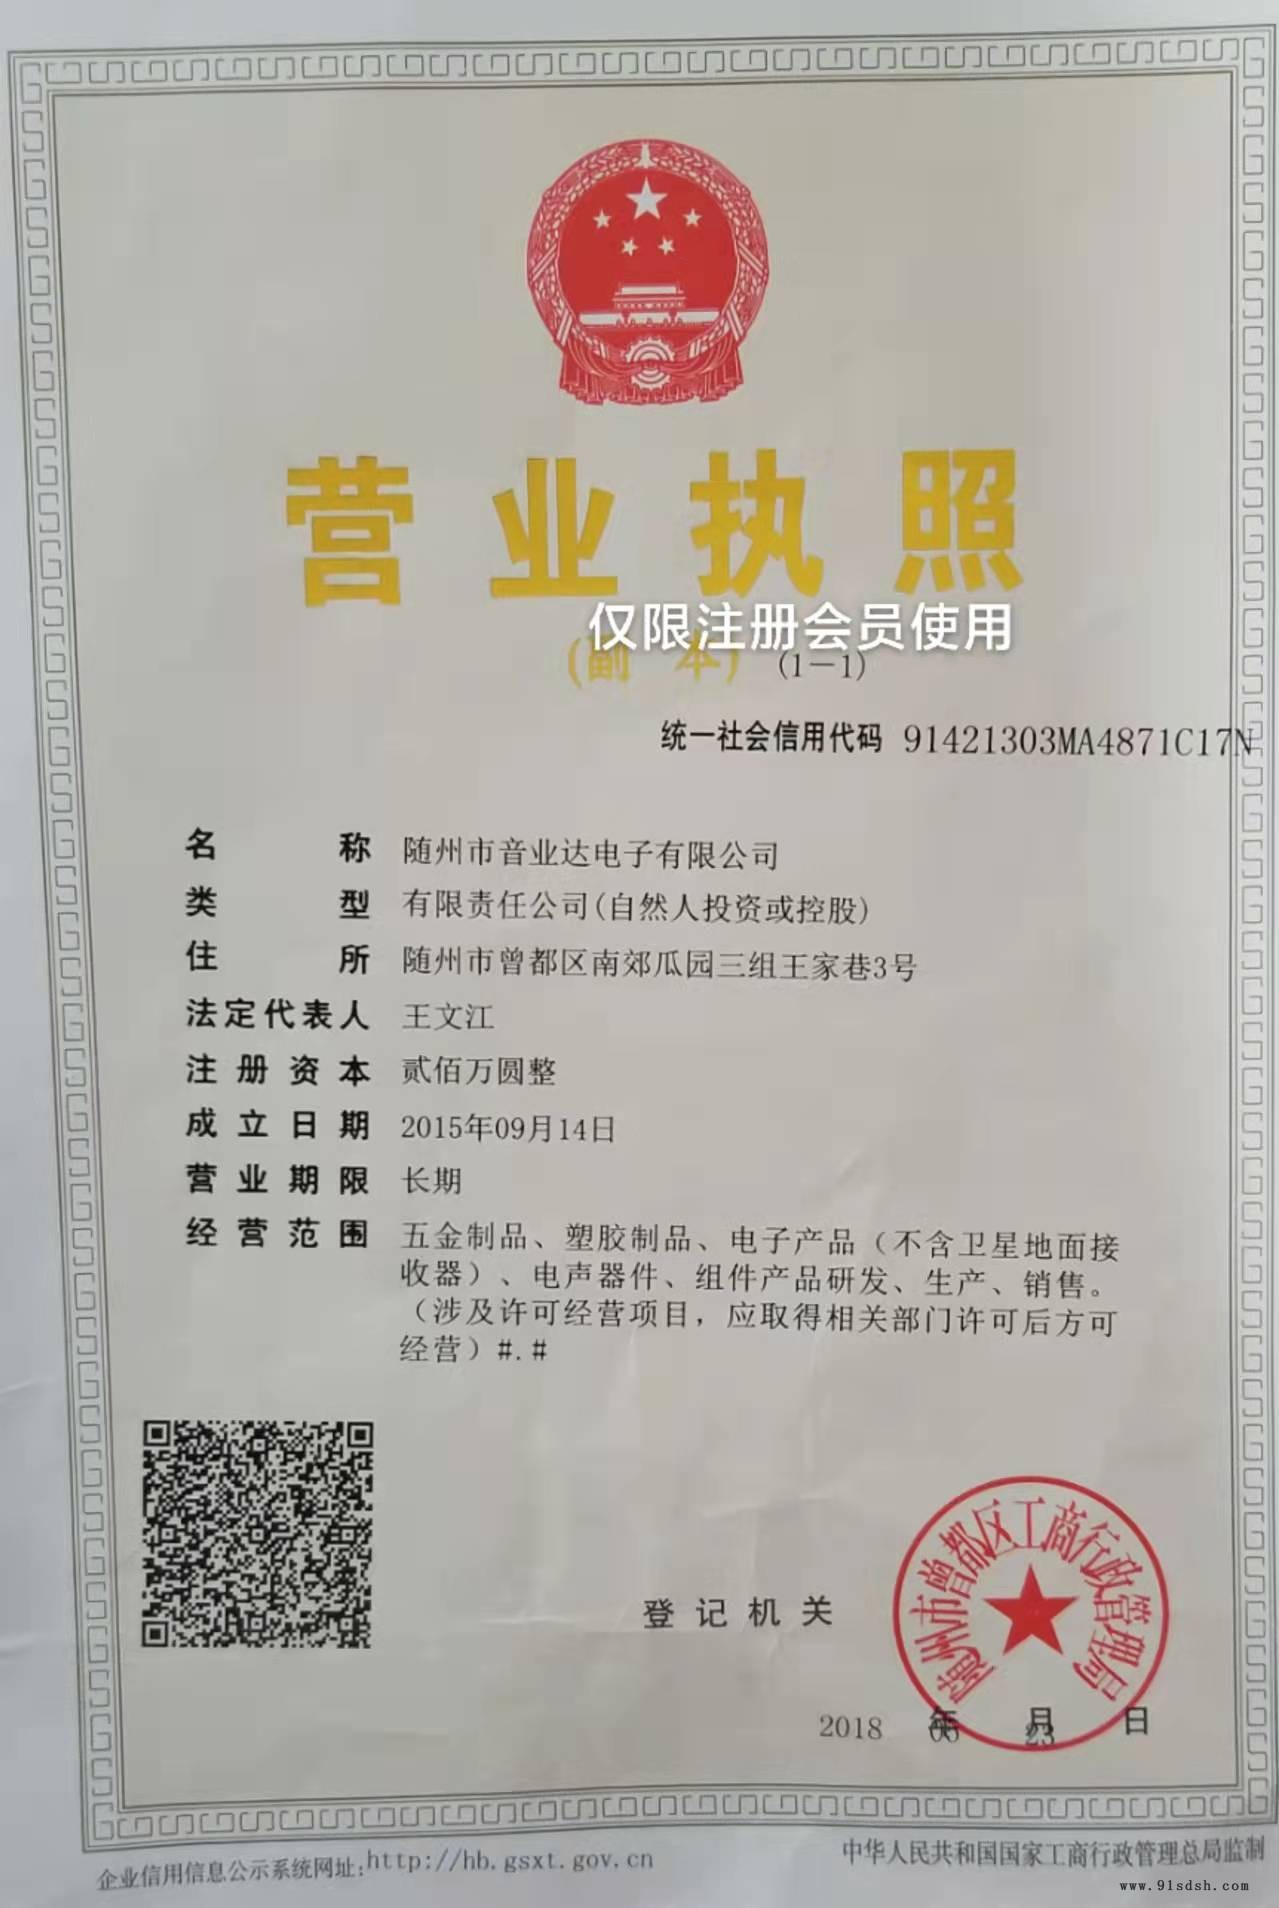 营业执照
仅限注册会员使用
(副 本) (1-1)
统一社会信用代码 91421303MA4871C17N
名 称 随州市音业达电子有限公司
类 型 有限责任公司(自然人投资或控股)
住 所 随州市曾都区南郊瓜园三组王家巷3号
法定代表人 王文江
注册资本 贰佰万圆整
成立日期 2015年09月14日
营业期限 长期
经营范围 五金制品、塑胶制品、电子产品（不含卫星地面接
收器）、电声器件、组件产品研发、生产、销售。
（涉及许可经营项目，应取得相关部门许可后方可
经营）#.#
随州市曾都区工商行政管理局
登记机关
2018 年 05 月 23 日
企业信用信息公示系统网址:http://hb.gsxt.gov.cn
中华人民共和国国家工商行政管理总局监制
www.91sdsh.com